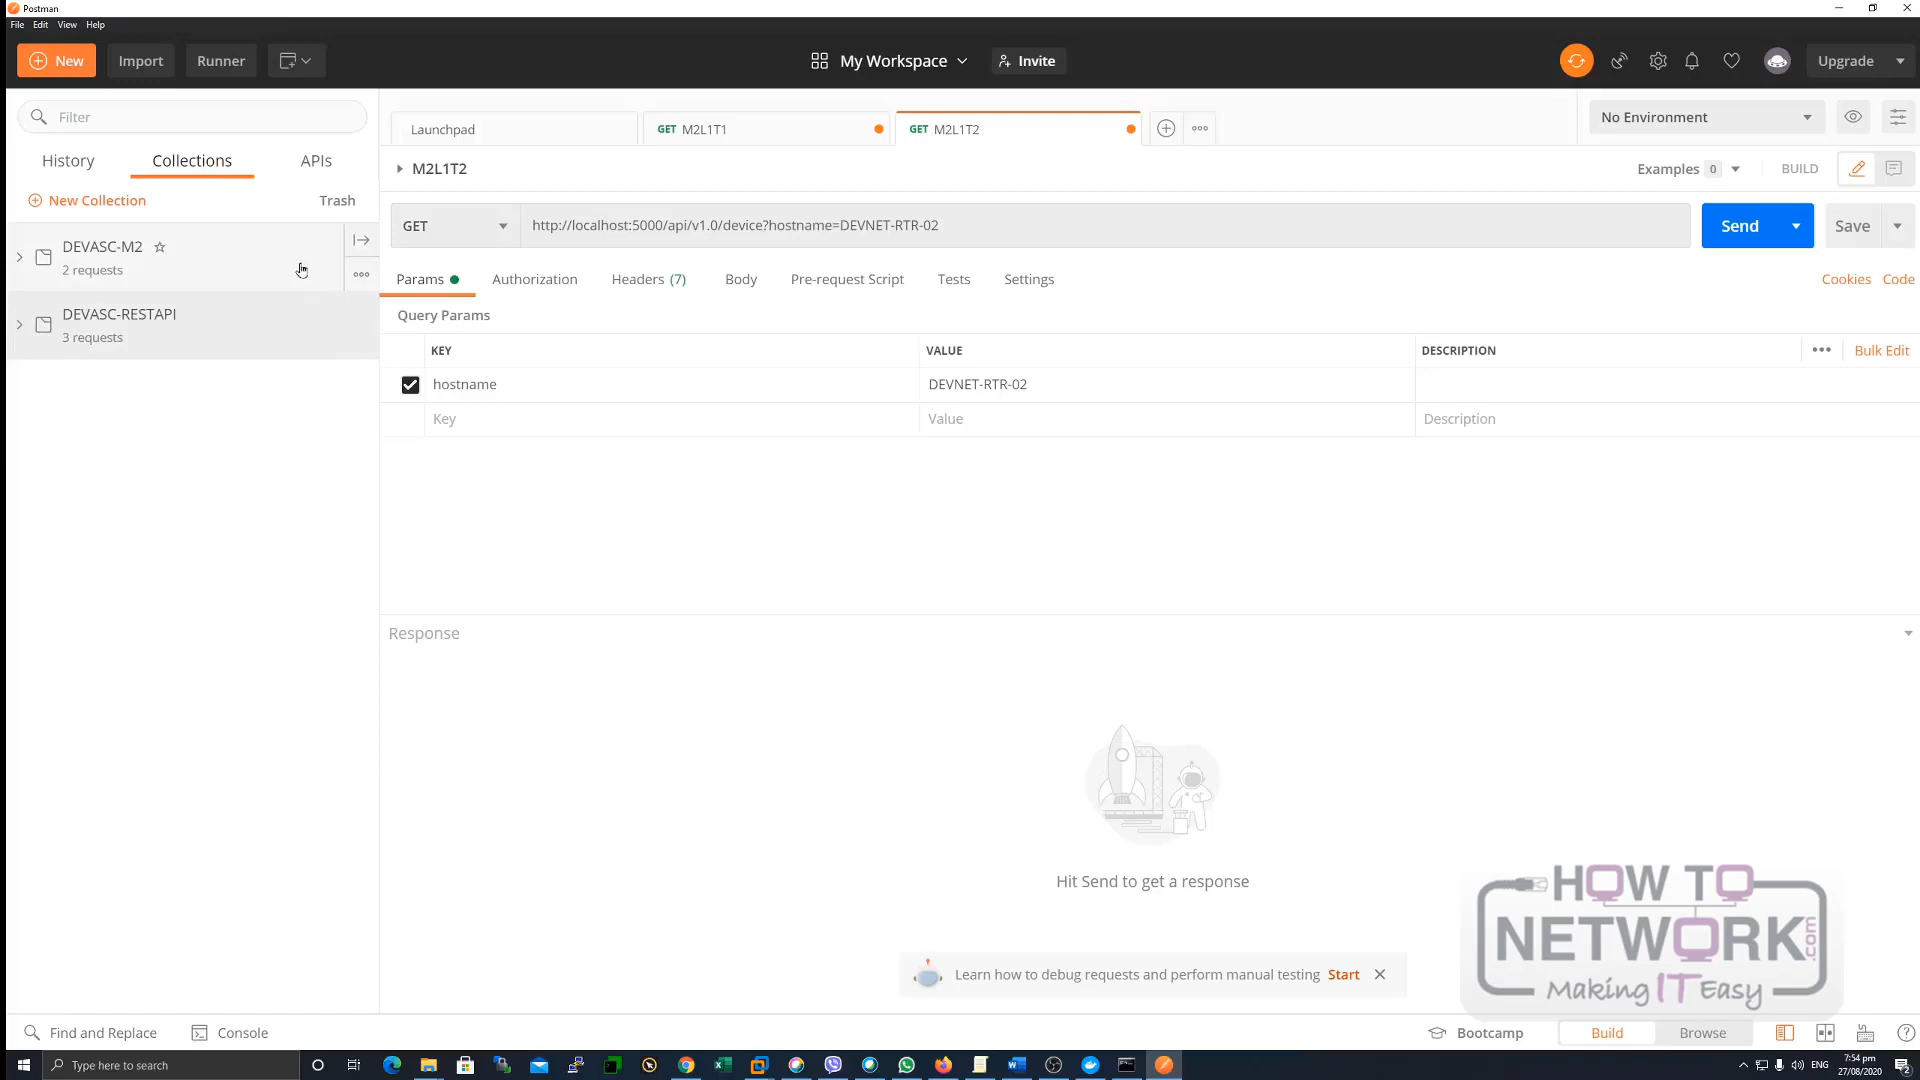 Postman
File Edit View Help
New Import Runner My Workspace Invite Upgrade
Filter
Launchpad GET M2L1T1 GET M2L1T2 No Environment
History Collections APIs
M2L1T2 Examples 0 BUILD
New Collection Trash
GET http://localhost:5000/api/v1.0/device?hostname=DEVNET-RTR-02 Send Save
DEVASC-M2
2 requests
DEVASC-RESTAPI
3 requests
Params Authorization Headers (7) Body Pre-request Script Tests Settings Cookies Code
Query Params
KEY VALUE DESCRIPTION Bulk Edit
hostname DEVNET-RTR-02
Key Value Description
Response
Hit Send to get a response
Learn how to debug requests and perform manual testing Start
HOW TO
NETWORK.com
Making IT Easy
Find and Replace Console Bootcamp Build Browse
Type here to search ENG 7:54 pm
27/08/2020 2